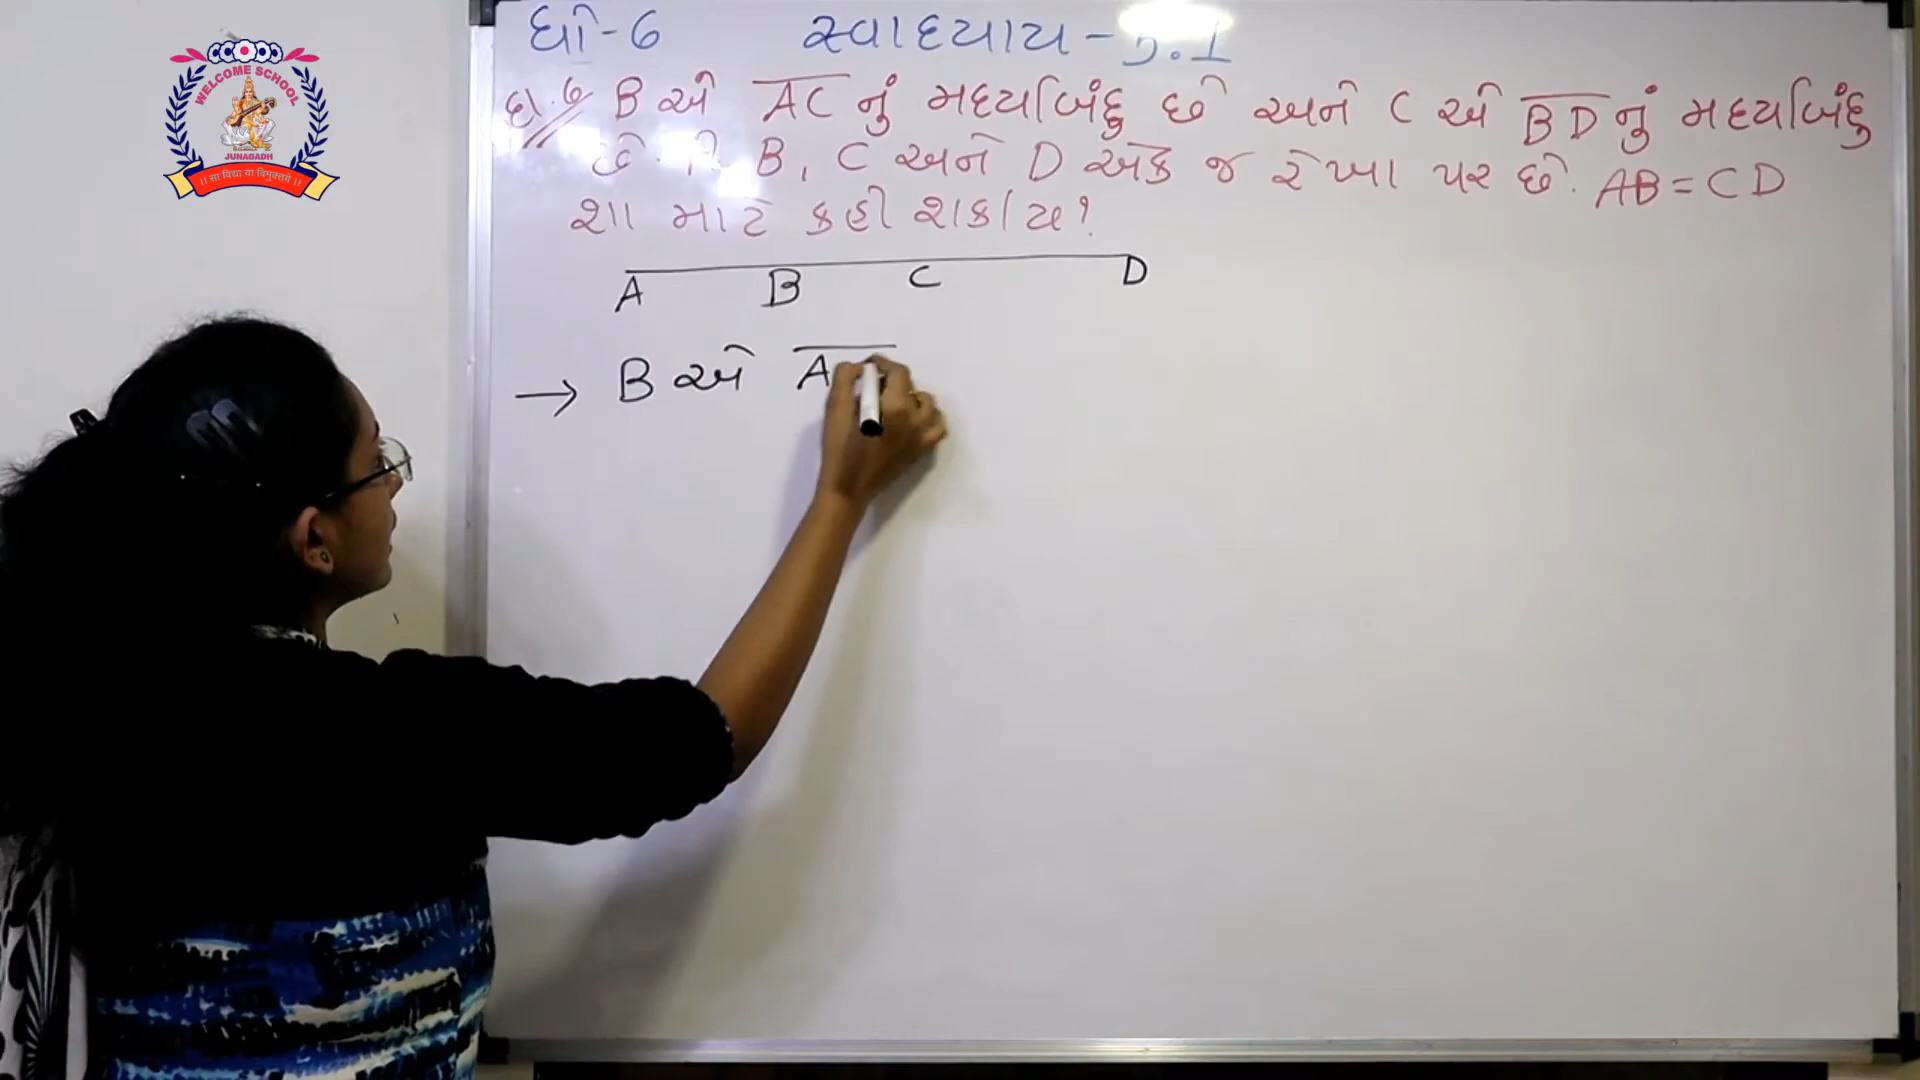 WELCOME SCHOOL
JUNAGADH
।। सा विद्या या विमुक्तये ।।
ધો-6 સ્વાધ્યાય-5.1
દા.6 B એ AC નું મધ્યબિંદુ છે અને C એ BD નું મધ્યબિંદુ
છે. B, C અને D એક જ રેખા પર છે. AB = CD
શા માટે કહી શકાય?
A B C D
→ B એ A